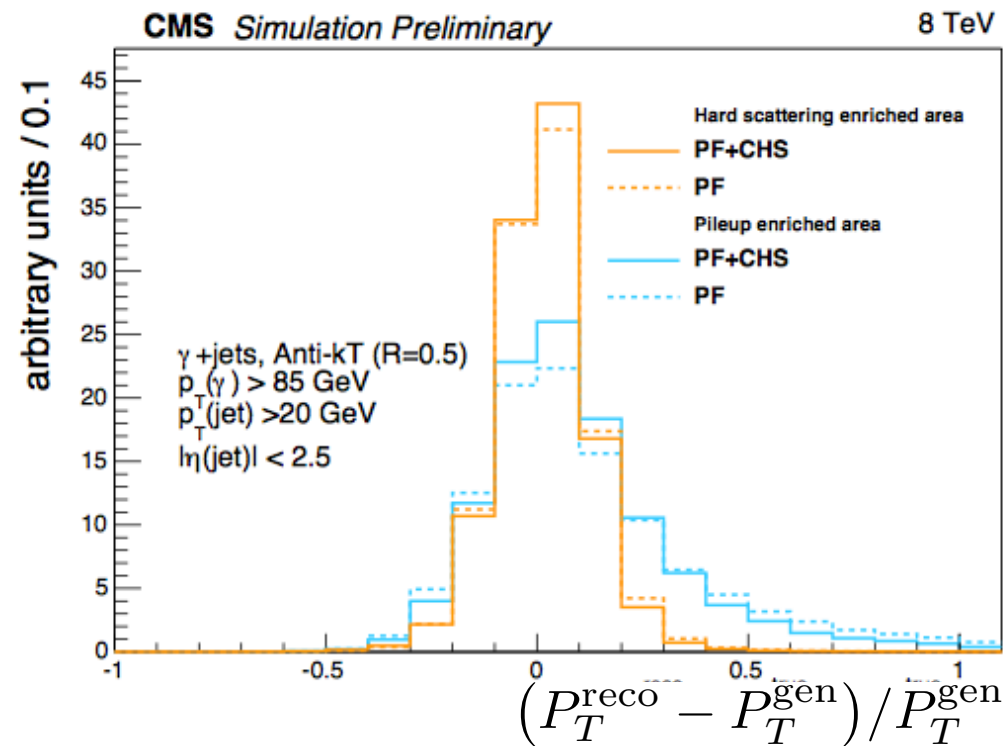 CMS Simulation Preliminary 8 TeV
arbitrary units / 0.1
45
40
35
30
25
20
15
10
5
0
Hard scattering enriched area
PF+CHS
PF
Pileup enriched area
PF+CHS
PF
γ+jets, Anti-kT (R=0.5)
p_T(γ) > 85 GeV
p_T(jet) >20 GeV
|η(jet)| < 2.5
-1 -0.5 0 0.5 1
(P_T^reco − P_T^gen)/P_T^gen